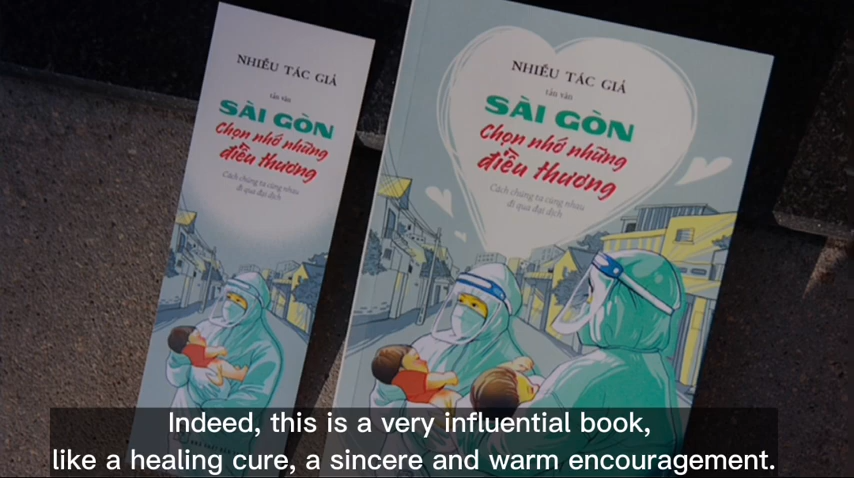 NHIỀU TÁC GIẢ
tản văn
SÀI GÒN
Chọn nhớ những
điều thương
Cách chúng ta cùng nhau
đi qua đại dịch
NHIỀU TÁC GIẢ
tản văn
SÀI GÒN
Chọn nhớ những
điều thương
Cách chúng ta cùng nhau
đi qua đại dịch
Indeed, this is a very influential book,
like a healing cure, a sincere and warm encouragement.